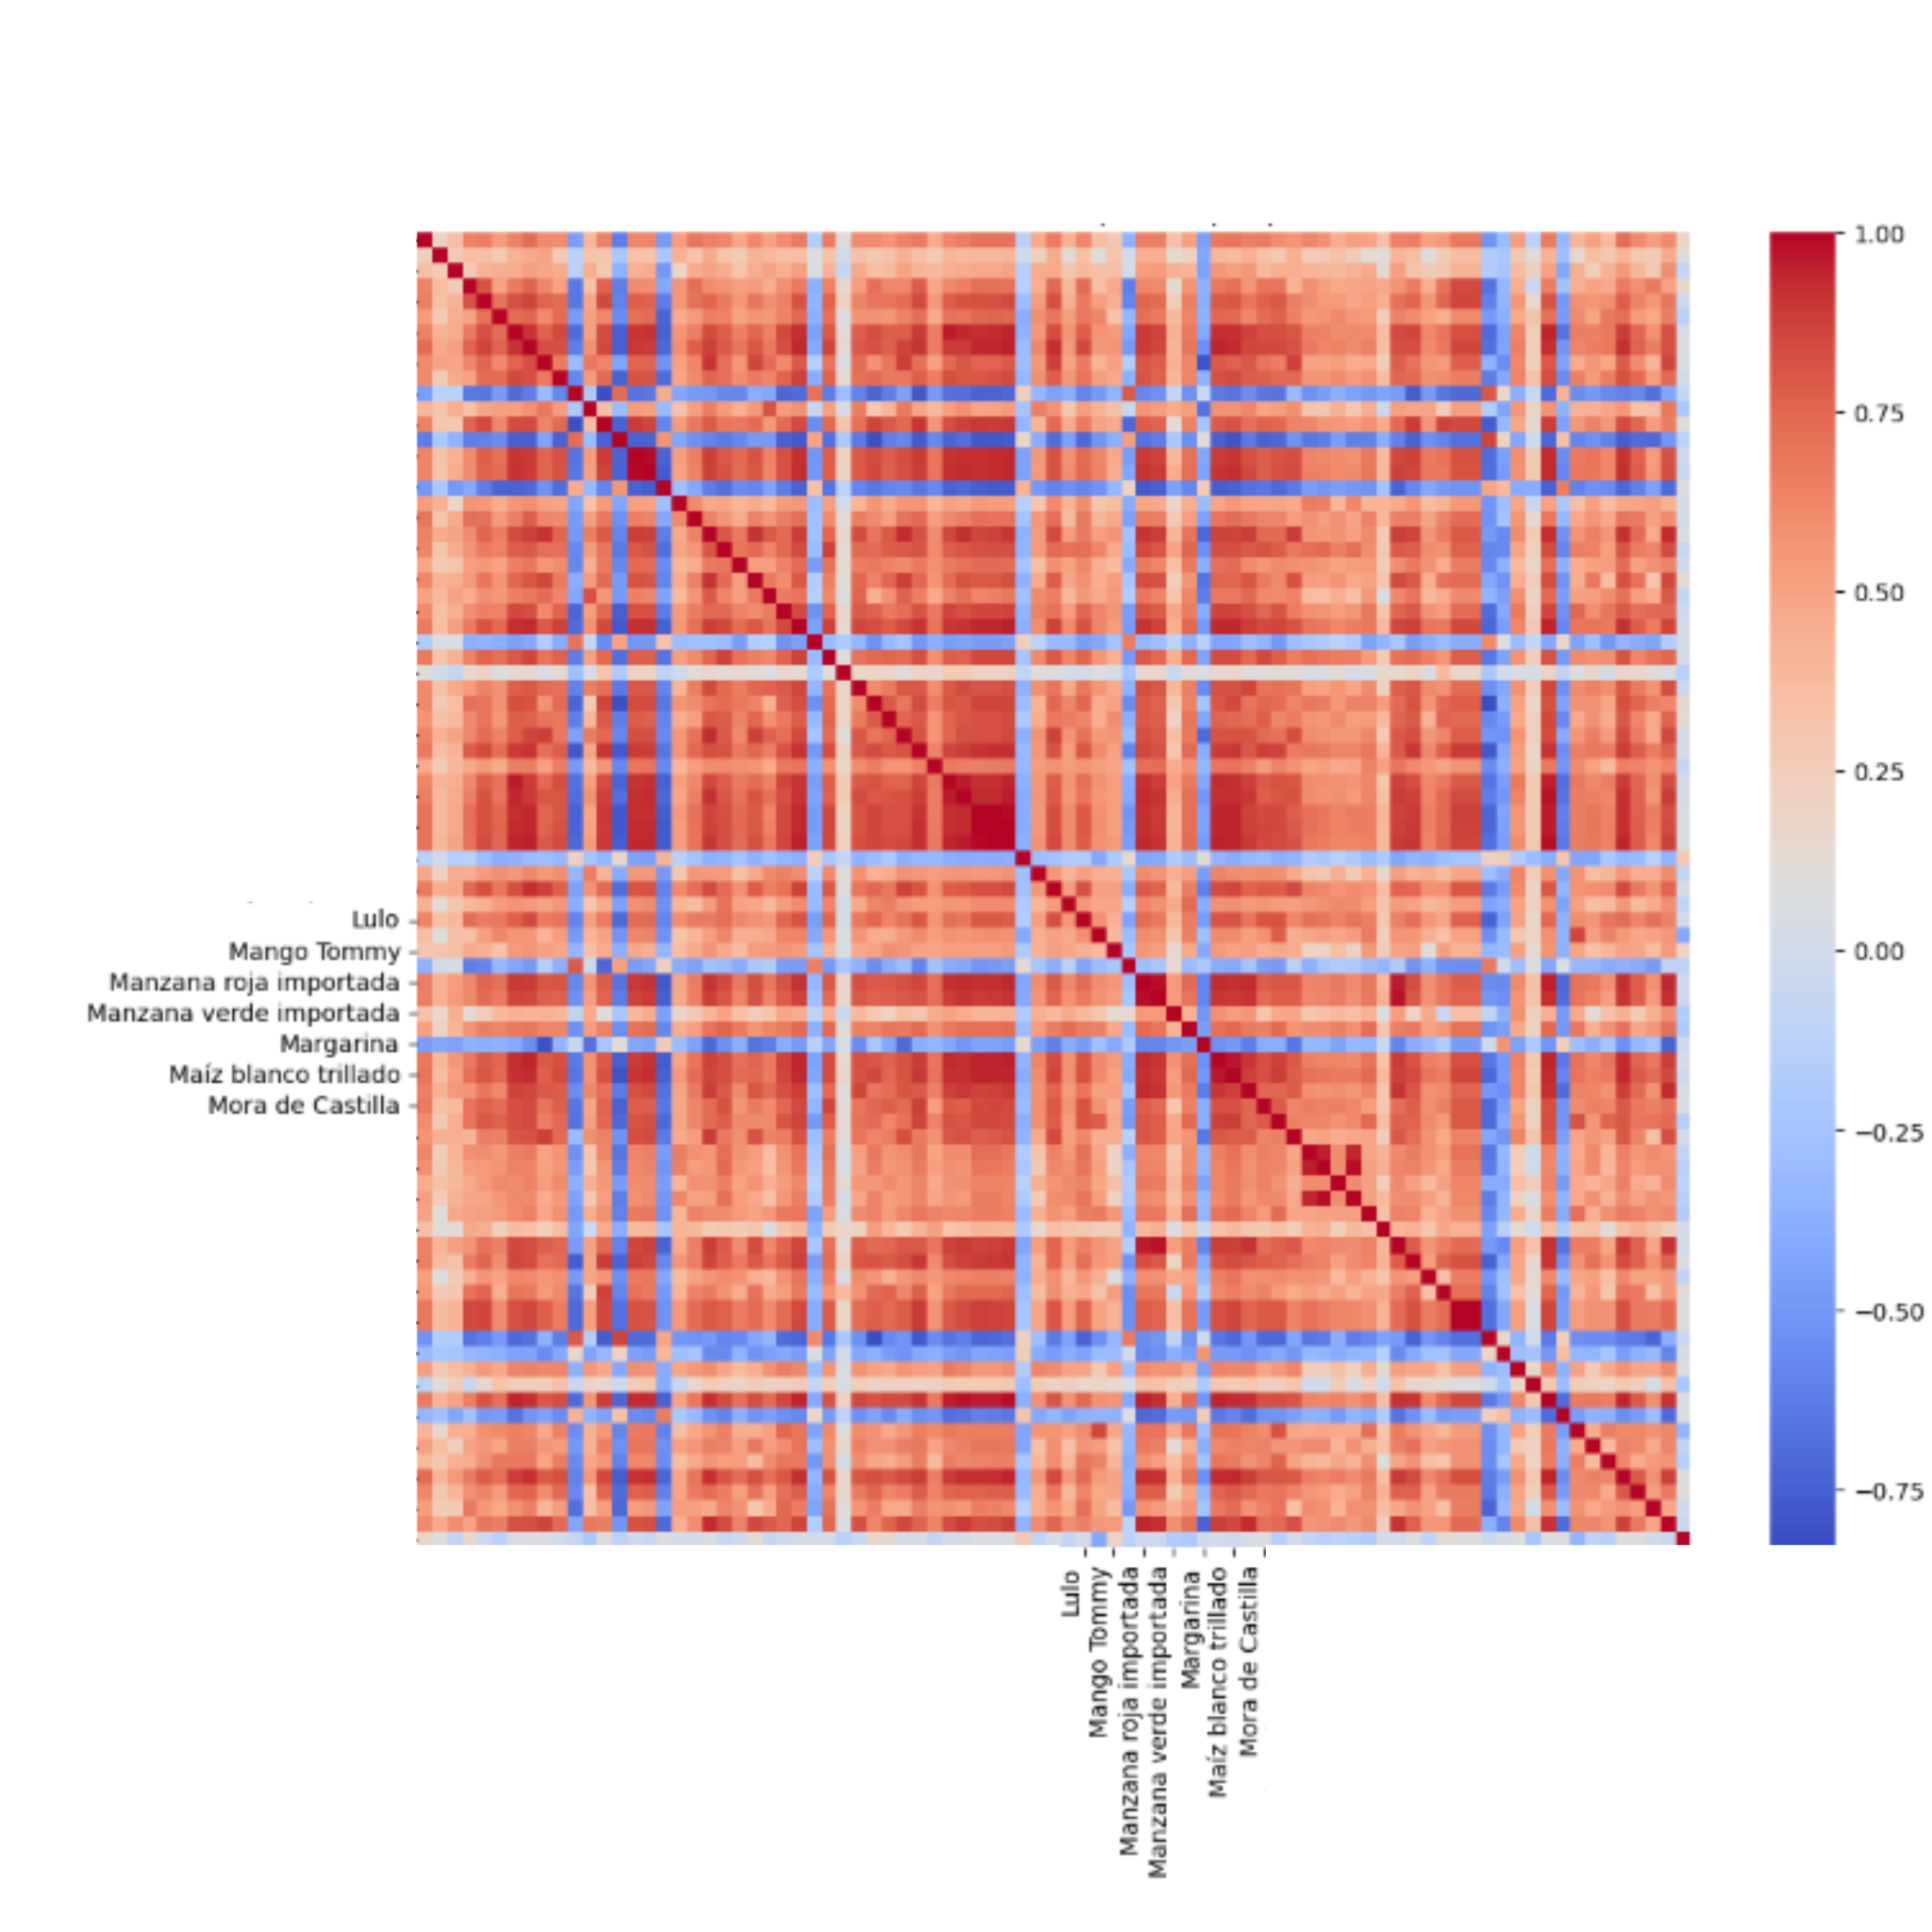 1.00
0.75
0.50
0.25
0.00
−0.25
−0.50
−0.75
Lulo
Mango Tommy
Manzana roja importada
Manzana verde importada
Margarina
Maíz blanco trillado
Mora de Castilla
Lulo
Mango Tommy
Manzana roja importada
Manzana verde importada
Margarina
Maíz blanco trillado
Mora de Castilla